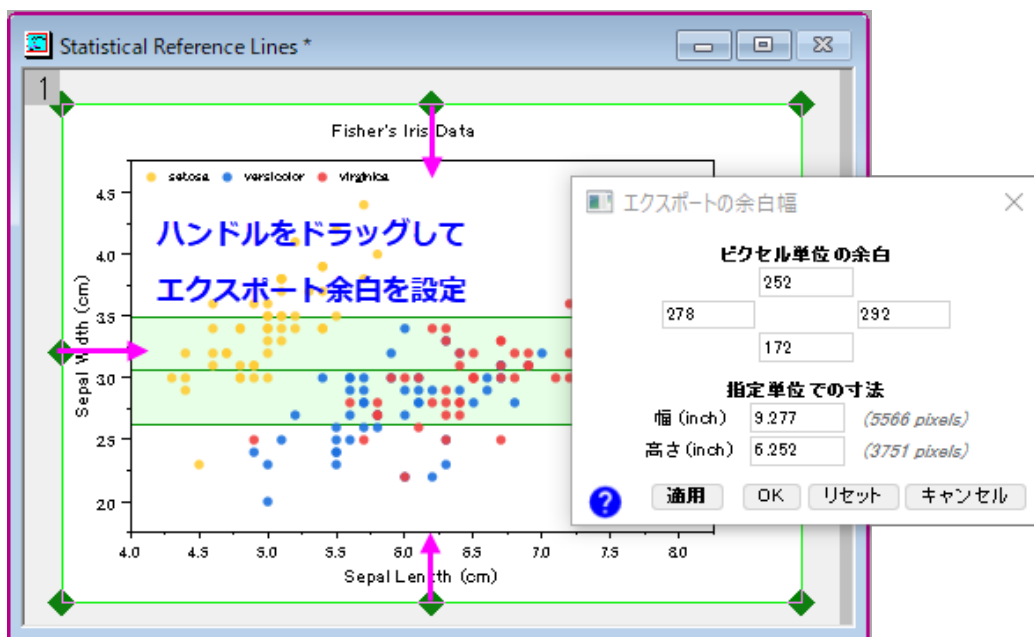 Statistical Reference Lines *
1
Fisher's Iris Data
setosa versicolor virginica
ハンドルをドラッグして
エクスポート余白を設定
Sepal Width (cm)
4.5
4.0
3.5
3.0
2.5
2.0
4.0 4.5 5.0 5.5 6.0 6.5 7.0 7.5 8.0
Sepal Length (cm)
エクスポートの余白幅
ピクセル単位の余白
252
278 292
172
指定単位での寸法
幅(inch) 9.277 (5566 pixels)
高さ(inch) 6.252 (3751 pixels)
? 適用 OK リセット キャンセル